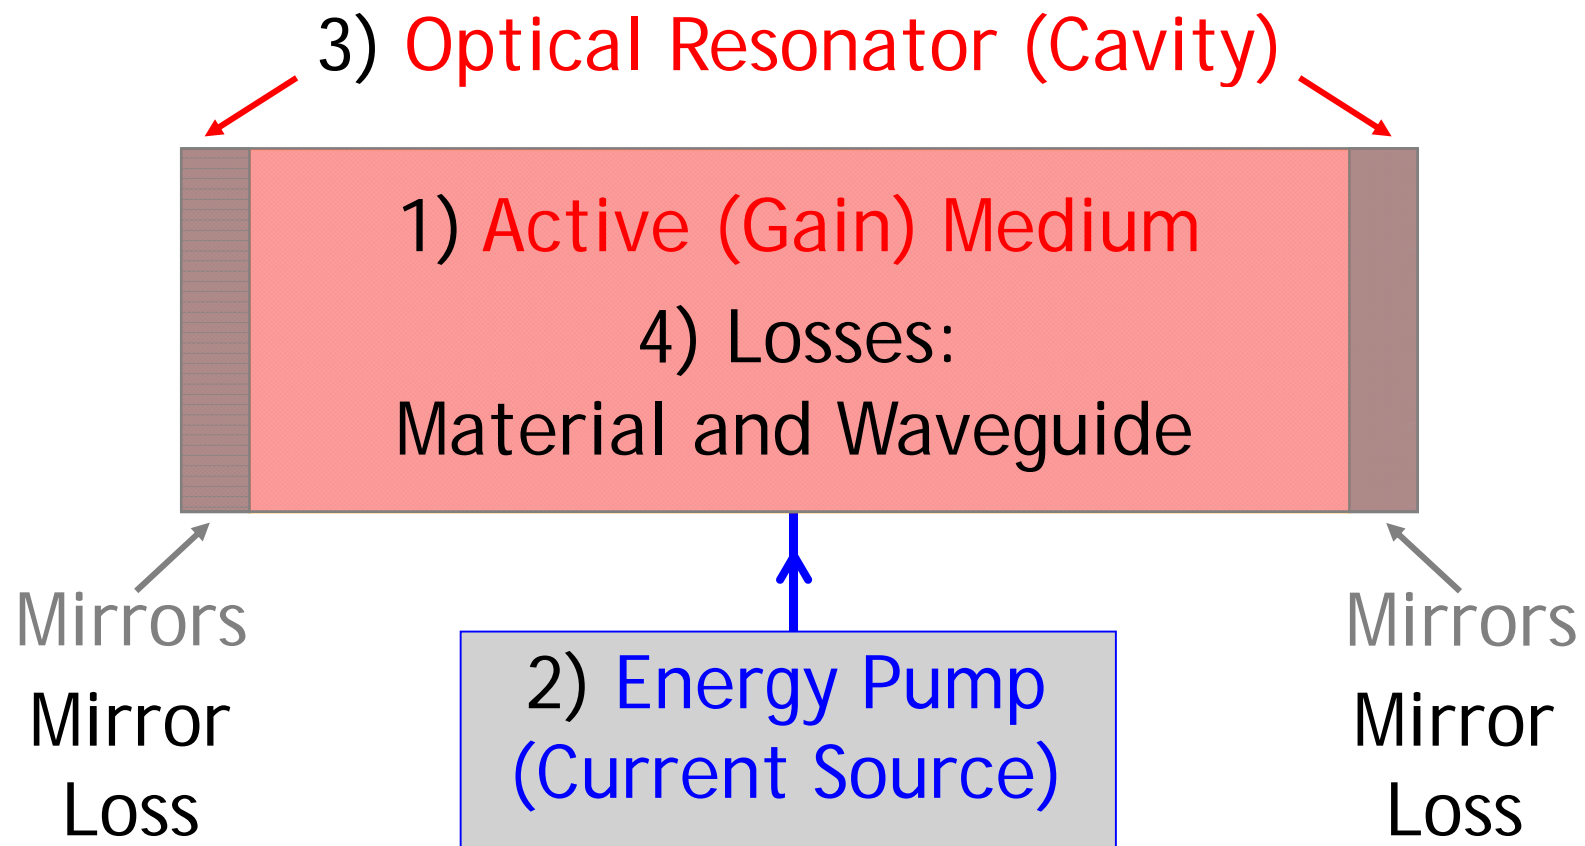 3) Optical Resonator (Cavity)
1) Active (Gain) Medium
4) Losses:
Material and Waveguide
Mirrors
Mirror
Loss
2) Energy Pump
(Current Source)
Mirrors
Mirror
Loss